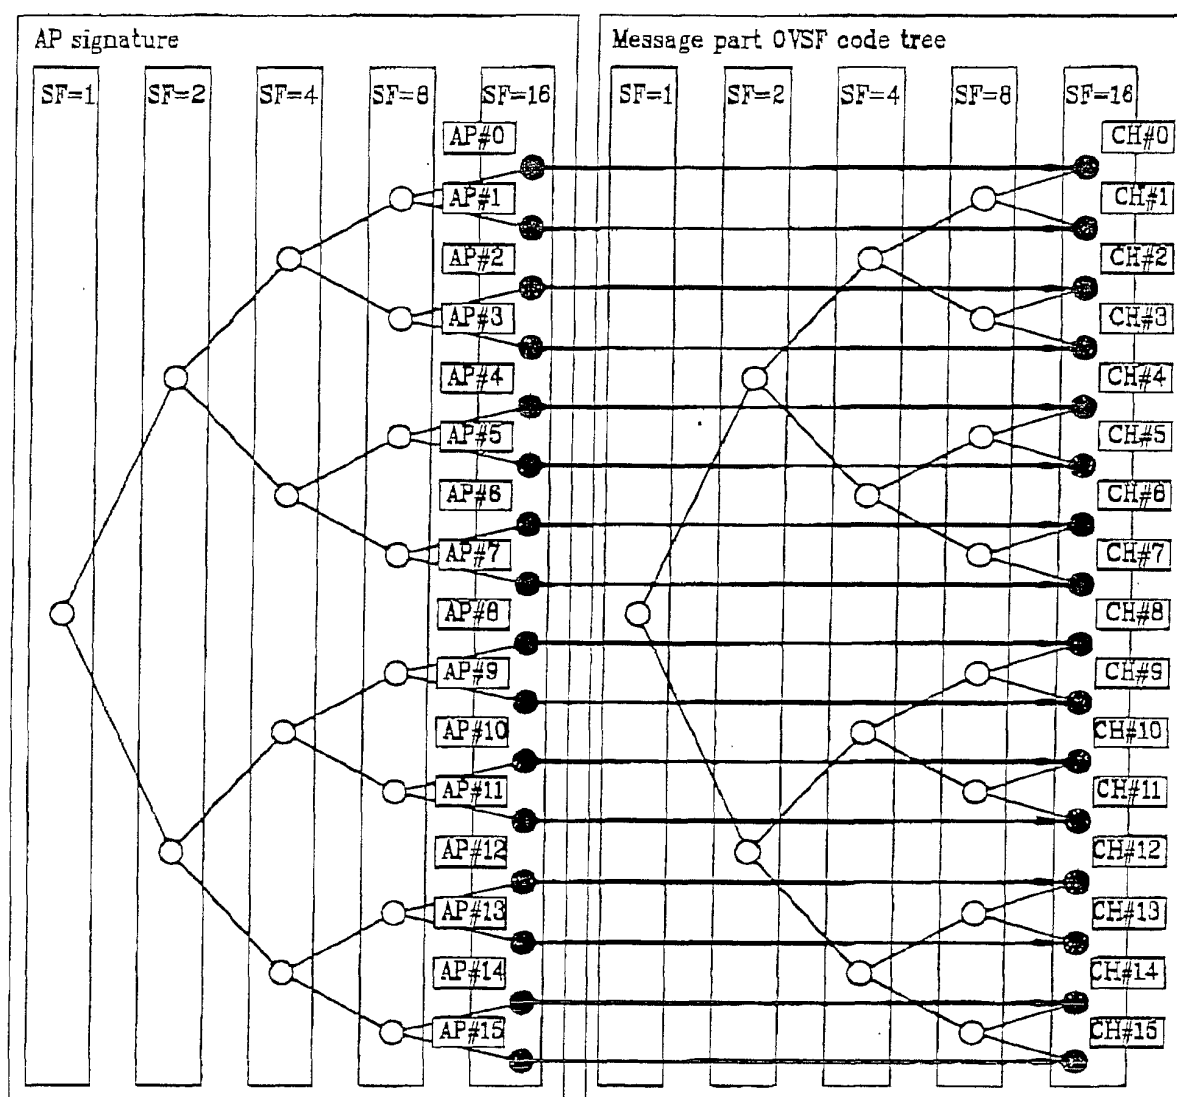 AP signature
Message part OVSF code tree
SF=1 SF=2 SF=4 SF=8 SF=16 SF=1 SF=2 SF=4 SF=8 SF=16
AP#0 CH#0
AP#1 CH#1
AP#2 CH#2
AP#3 CH#3
AP#4 CH#4
AP#5 CH#5
AP#6 CH#6
AP#7 CH#7
AP#8 CH#8
AP#9 CH#9
AP#10 CH#10
AP#11 CH#11
AP#12 CH#12
AP#13 CH#13
AP#14 CH#14
AP#15 CH#15